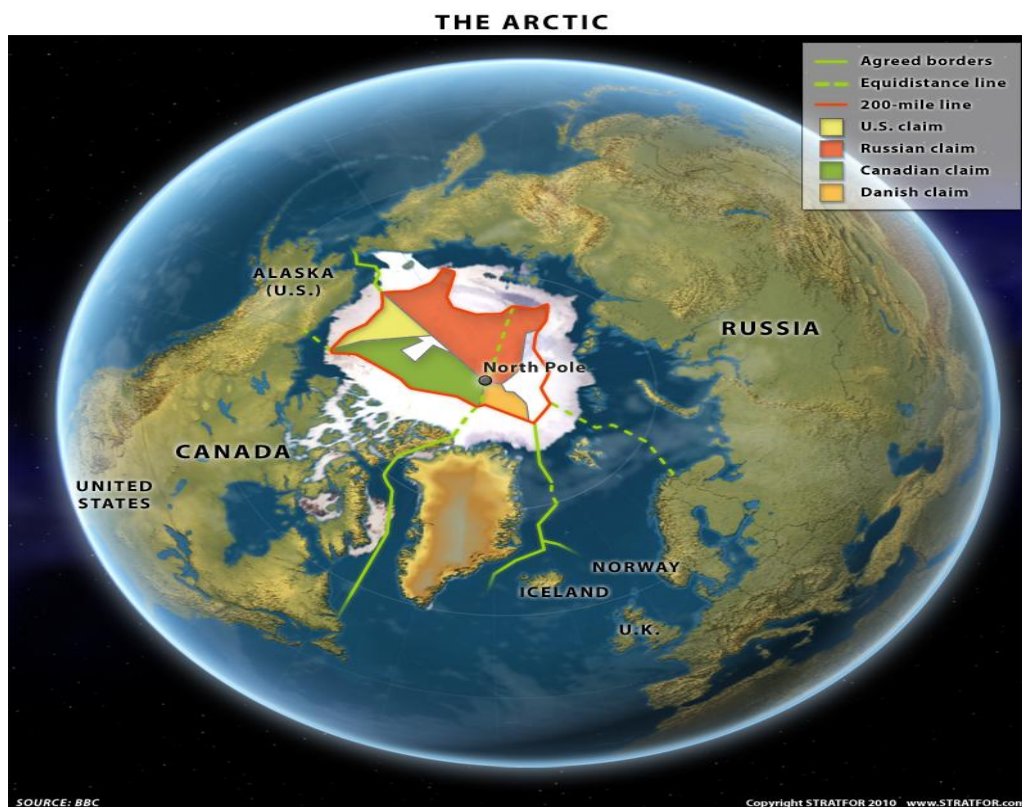 THE ARCTIC
Agreed borders
Equidistance line
200-mile line
U.S. claim
Russian claim
Canadian claim
Danish claim
ALASKA
(U.S.)
RUSSIA
North Pole
CANADA
UNITED
STATES
NORWAY
ICELAND
U.K.
SOURCE: BBC
Copyright STRATFOR 2010 www.STRATFOR.com